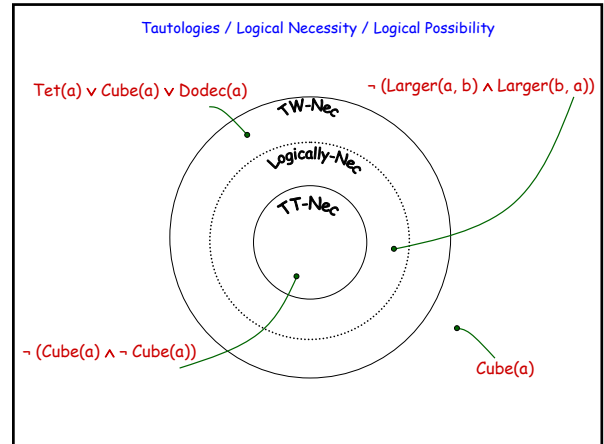 Tautologies / Logical Necessity / Logical Possibility
Tet(a) ∨ Cube(a) ∨ Dodec(a)
¬ (Larger(a, b) ∧ Larger(b, a))
TW-Nec
Logically-Nec
TT-Nec
¬ (Cube(a) ∧ ¬ Cube(a))
Cube(a)